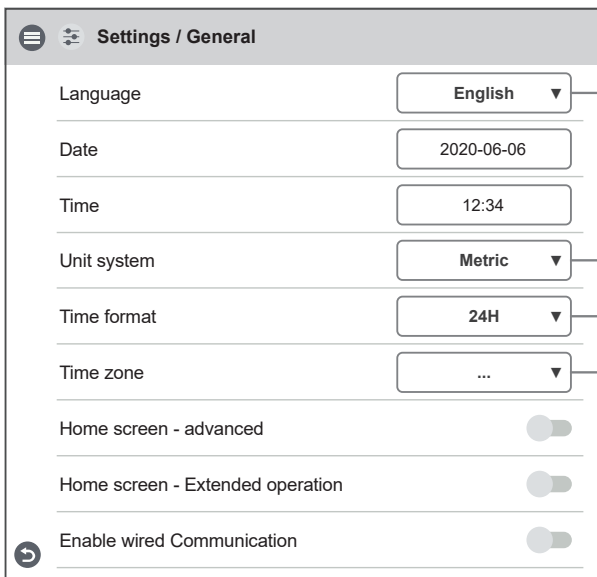 Settings / General
Language English ▼
Date 2020-06-06
Time 12:34
Unit system Metric ▼
Time format 24H ▼
Time zone ... ▼
Home screen - advanced
Home screen - Extended operation
Enable wired Communication